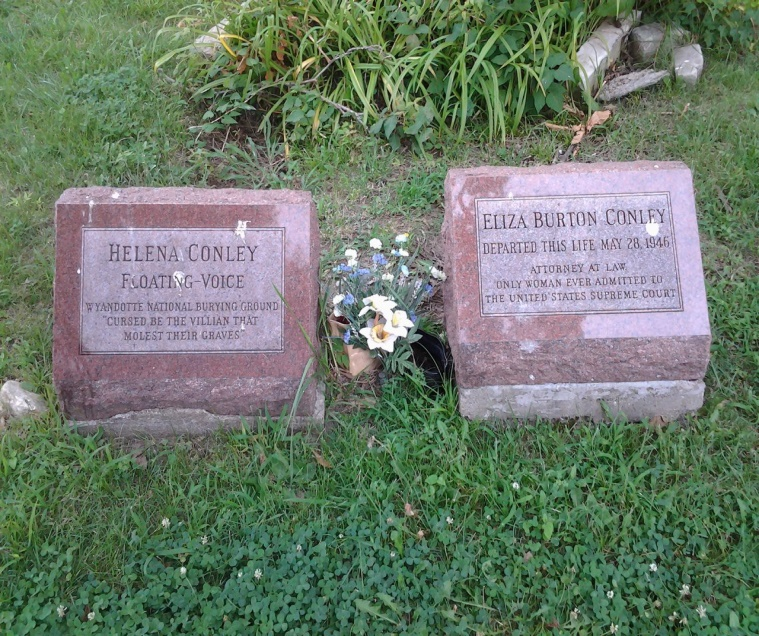 HELENA CONLEY
FLOATING-VOICE
WYANDOTTE NATIONAL BURYING GROUND
"CURSED BE THE VILLIAN THAT
MOLEST THEIR GRAVES"
ELIZA BURTON CONLEY
DEPARTED THIS LIFE MAY 28, 1946
ATTORNEY AT LAW
ONLY WOMAN EVER ADMITTED TO
THE UNITED STATES SUPREME COURT